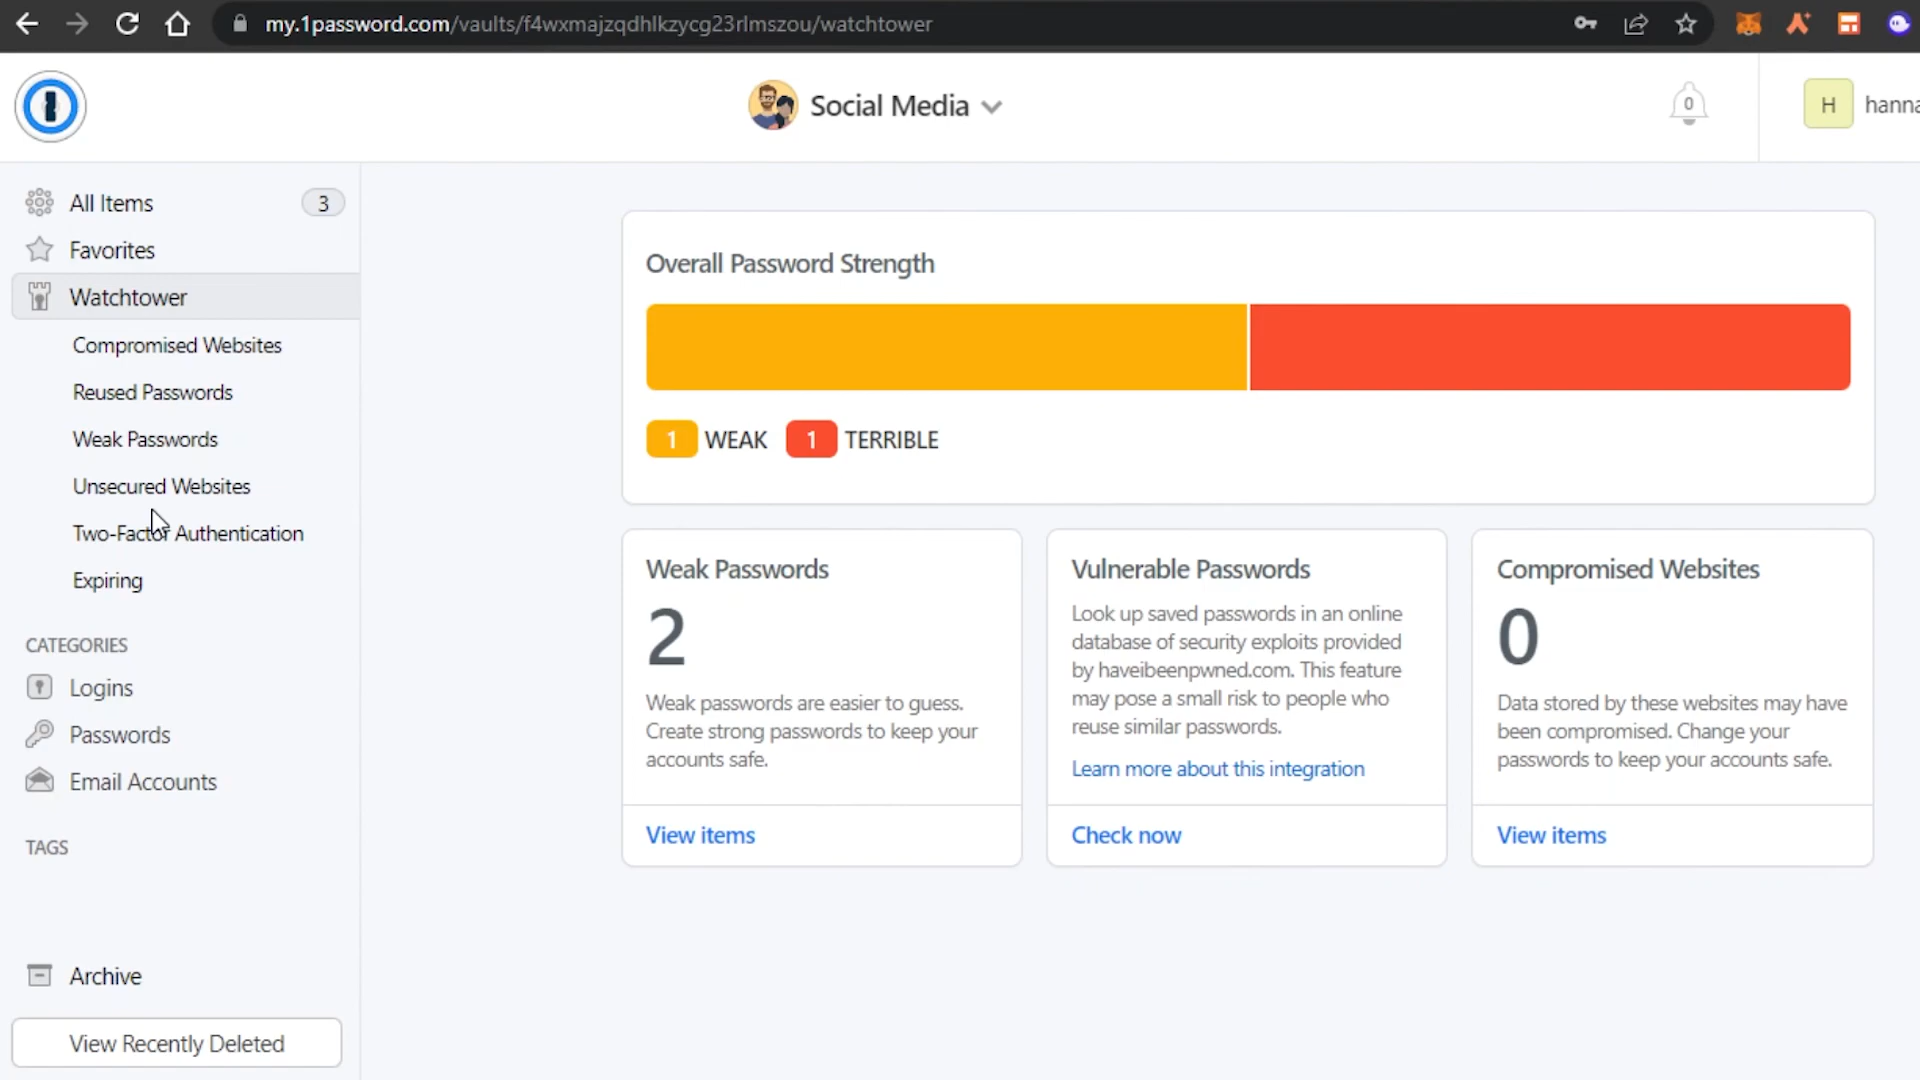 my.1password.com/vaults/f4wxmajzqdhlkzycg23rlmszou/watchtower
Social Media
0
H hanna
All Items 3
Favorites
Watchtower
Compromised Websites
Reused Passwords
Weak Passwords
Unsecured Websites
Two-Factor Authentication
Expiring
CATEGORIES
Logins
Passwords
Email Accounts
TAGS
Archive
View Recently Deleted
Overall Password Strength
1 WEAK 1 TERRIBLE
Weak Passwords
2
Weak passwords are easier to guess.
Create strong passwords to keep your
accounts safe.
View items
Vulnerable Passwords
Look up saved passwords in an online
database of security exploits provided
by haveibeenpwned.com. This feature
may pose a small risk to people who
reuse similar passwords.
Learn more about this integration
Check now
Compromised Websites
0
Data stored by these websites may have
been compromised. Change your
passwords to keep your accounts safe.
View items